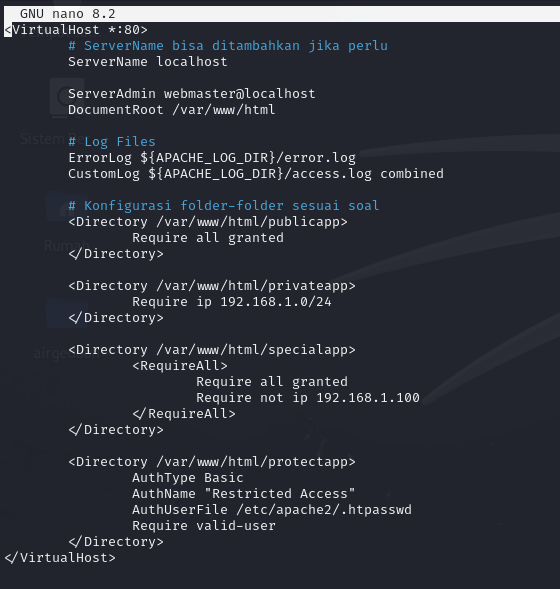 GNU nano 8.2
<VirtualHost *:80>
# ServerName bisa ditambahkan jika perlu
ServerName localhost
ServerAdmin webmaster@localhost
DocumentRoot /var/www/html
# Log Files
ErrorLog ${APACHE_LOG_DIR}/error.log
CustomLog ${APACHE_LOG_DIR}/access.log combined
# Konfigurasi folder-folder sesuai soal
<Directory /var/www/html/publicapp>
Require all granted
</Directory>
<Directory /var/www/html/privateapp>
Require ip 192.168.1.0/24
</Directory>
<Directory /var/www/html/specialapp>
<RequireAll>
Require all granted
Require not ip 192.168.1.100
</RequireAll>
</Directory>
<Directory /var/www/html/protectapp>
AuthType Basic
AuthName "Restricted Access"
AuthUserFile /etc/apache2/.htpasswd
Require valid-user
</Directory>
</VirtualHost>
Rumah